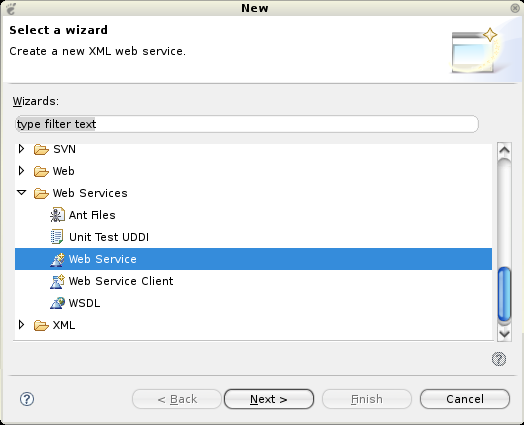 New
Select a wizard
Create a new XML web service.
Wizards:
type filter text
SVN
Web
Web Services
Ant Files
Unit Test UDDI
Web Service
Web Service Client
WSDL
XML
?
? < Back Next > Finish Cancel